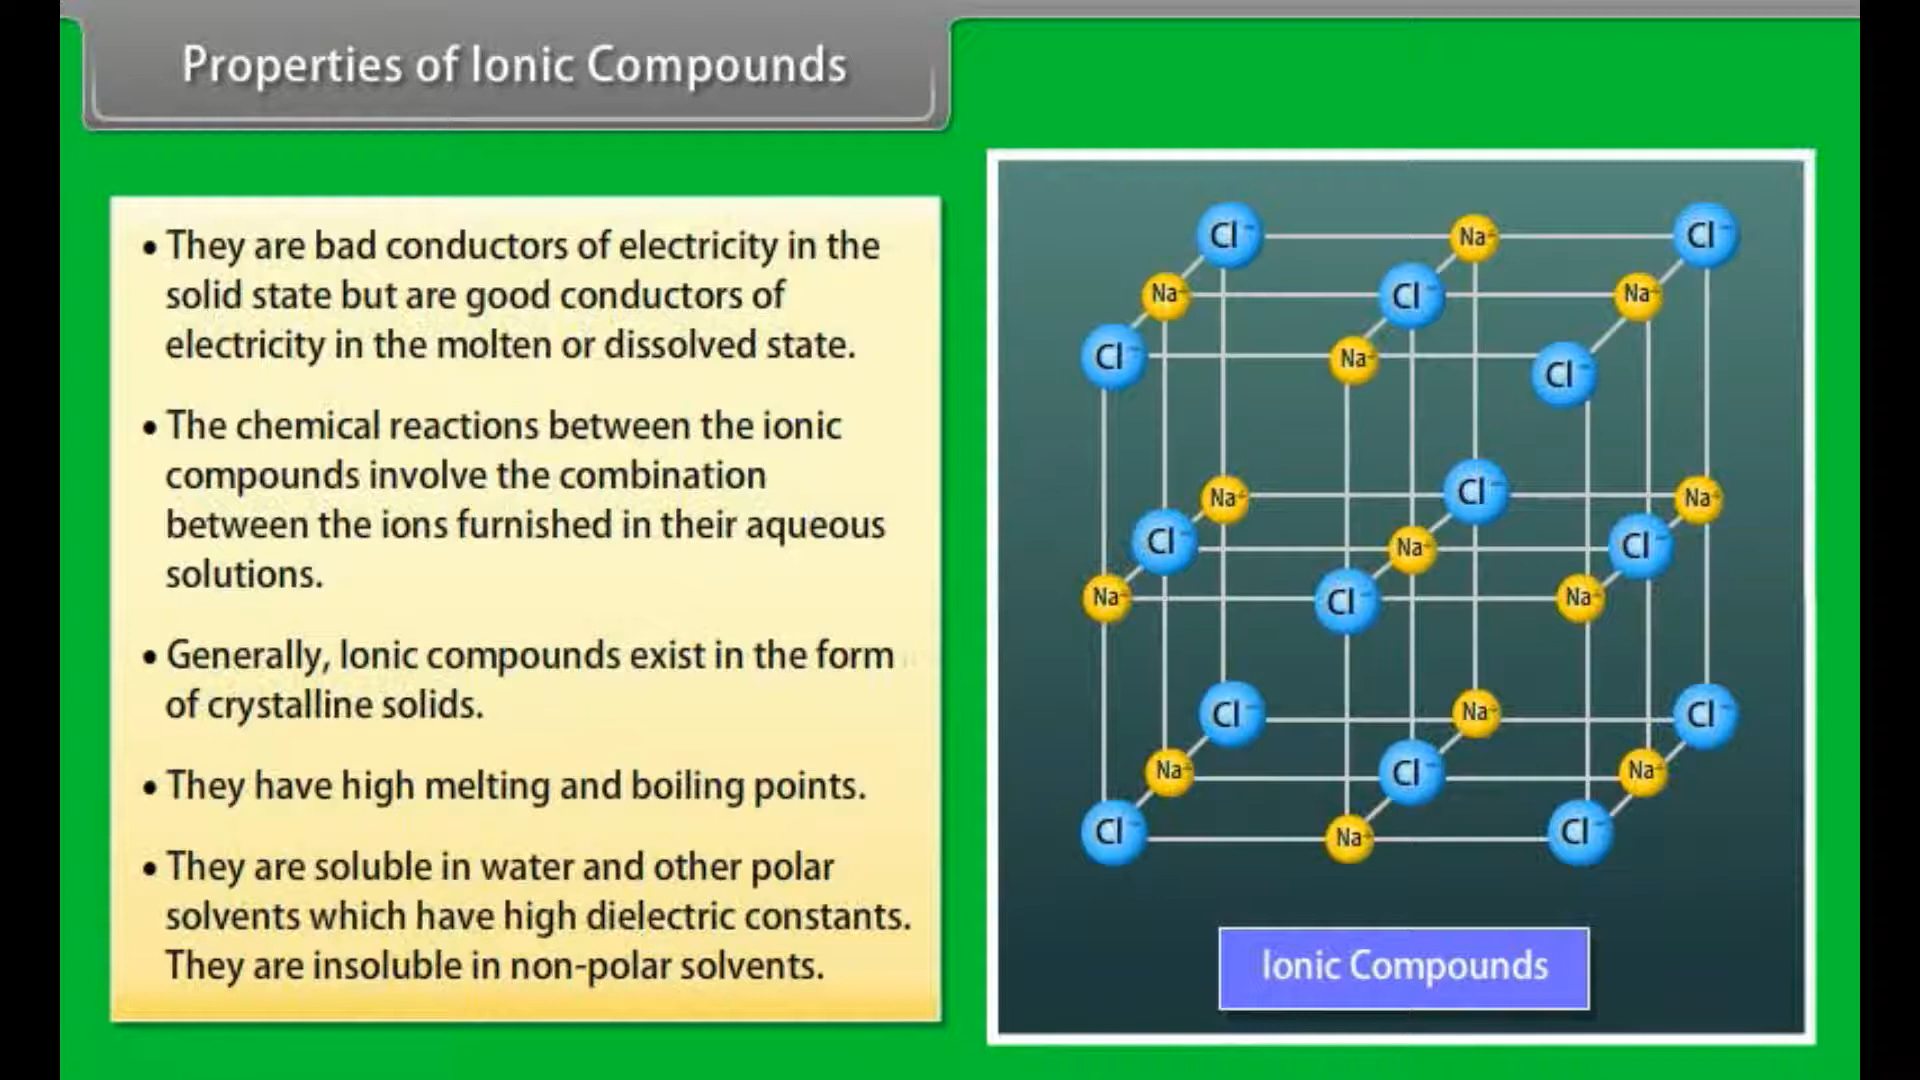 Properties of Ionic Compounds
• They are bad conductors of electricity in the
solid state but are good conductors of
electricity in the molten or dissolved state.
• The chemical reactions between the ionic
compounds involve the combination
between the ions furnished in their aqueous
solutions.
• Generally, Ionic compounds exist in the form
of crystalline solids.
• They have high melting and boiling points.
• They are soluble in water and other polar
solvents which have high dielectric constants.
They are insoluble in non-polar solvents.
Cl⁻ Na⁺ Cl⁻
Na⁺ Cl⁻ Na⁺
Cl⁻ Na⁺ Cl⁻
Na⁺ Cl⁻ Na⁺
Cl⁻ Na⁺ Cl⁻
Na⁺ Cl⁻ Na⁺
Cl⁻ Na⁺ Cl⁻
Na⁺ Cl⁻ Na⁺
Cl⁻ Na⁺ Cl⁻
Ionic Compounds